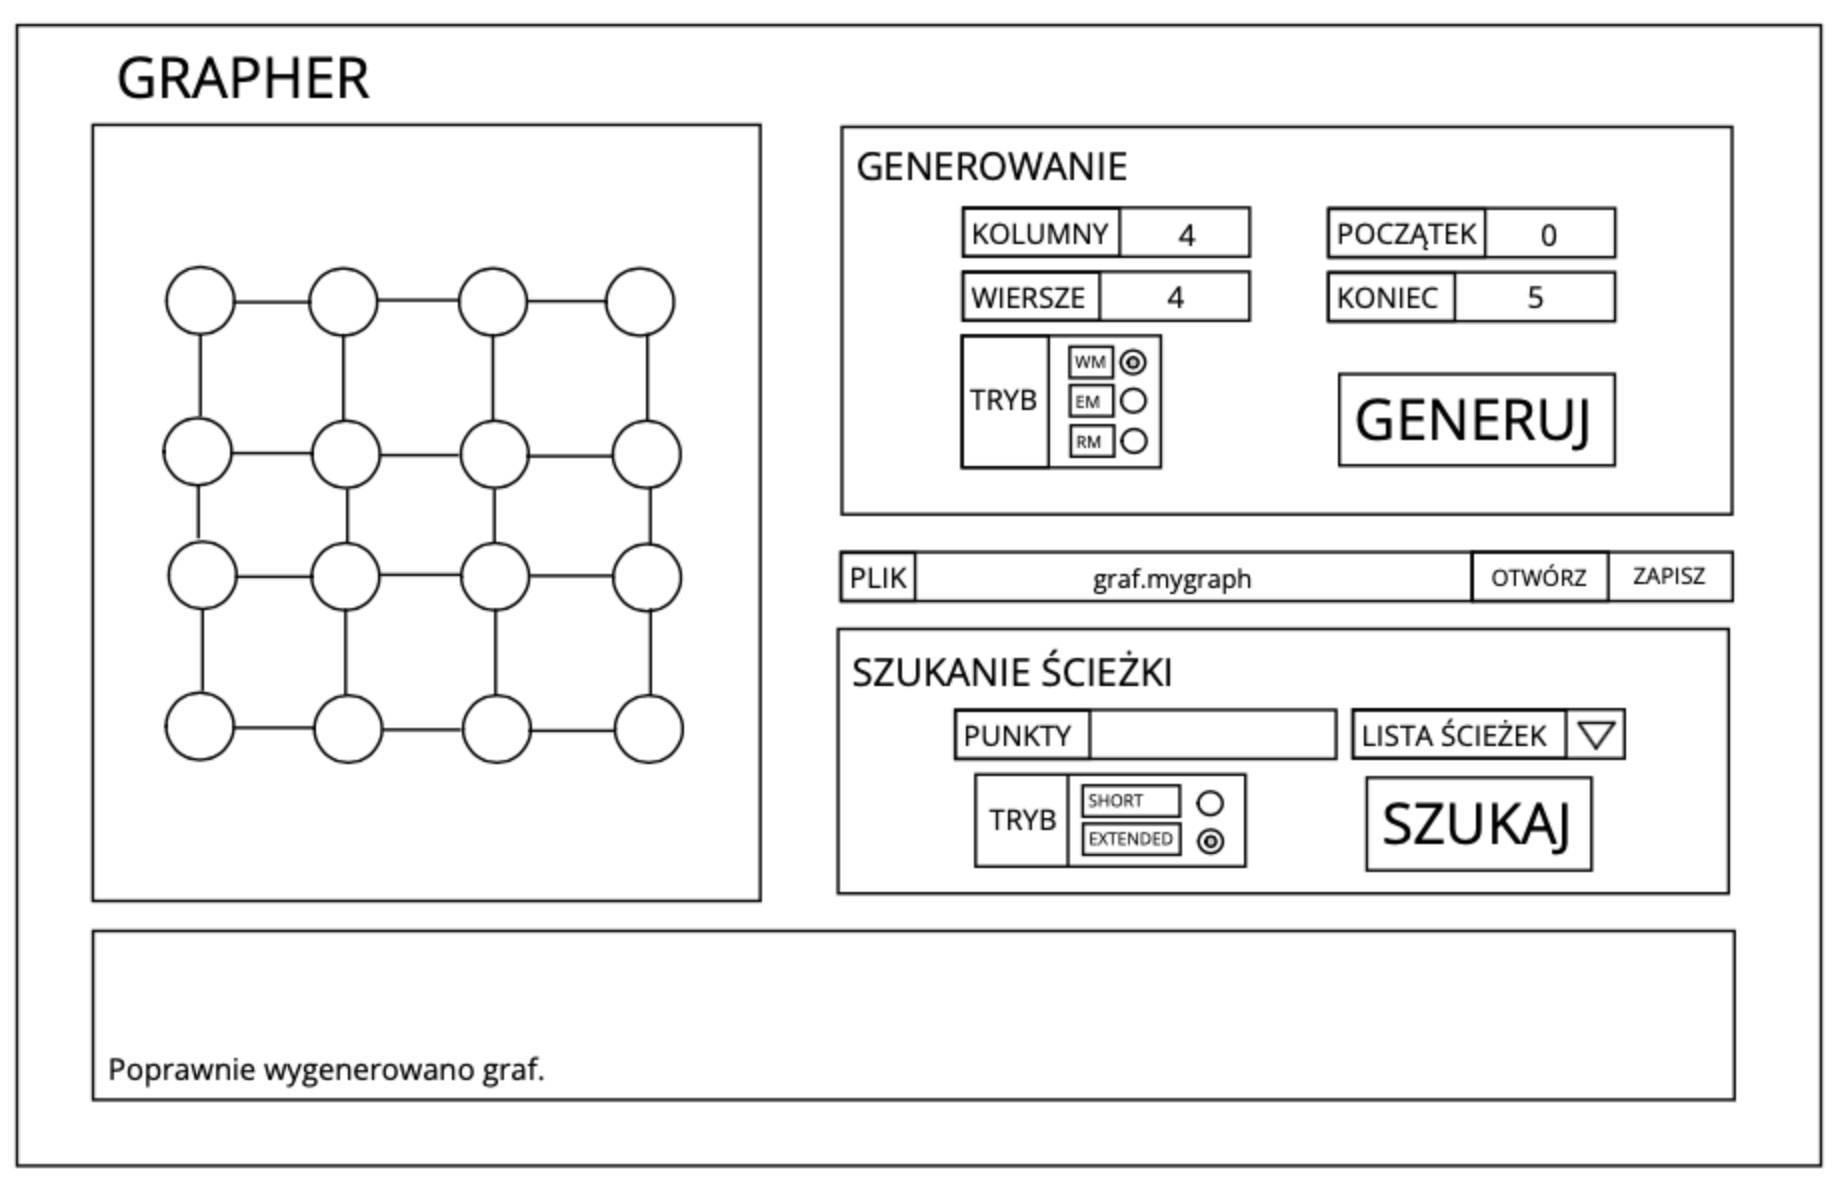 GRAPHER
GENEROWANIE
KOLUMNY 4
POCZĄTEK 0
WIERSZE 4
KONIEC 5
TRYB
WM
EM
RM
GENERUJ
PLIK graf.mygraph OTWÓRZ ZAPISZ
SZUKANIE ŚCIEŻKI
PUNKTY
LISTA ŚCIEŻEK
TRYB
SHORT
EXTENDED
SZUKAJ
Poprawnie wygenerowano graf.